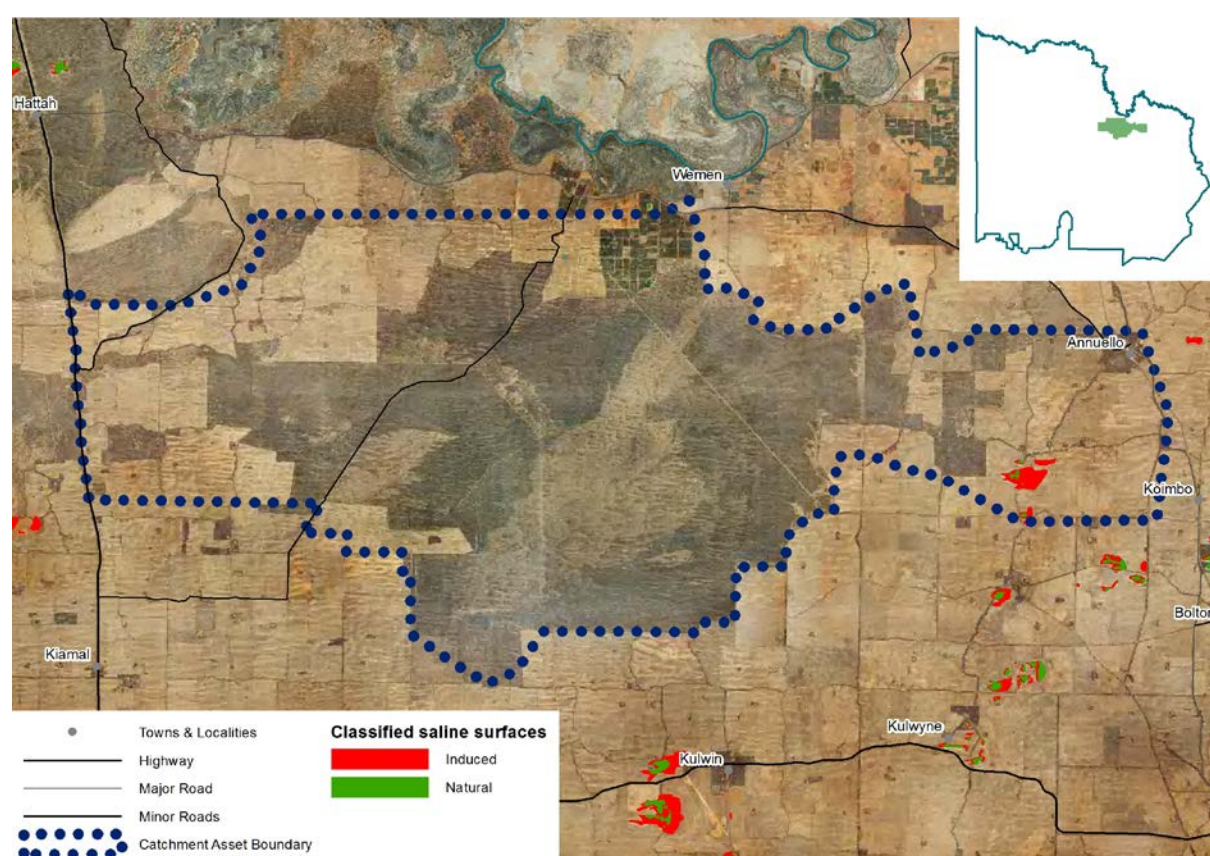 Hattah
Wemen
Annuello
Koimbo
Bolton
Kiamal
Kulwyne
Kulwin
Towns & Localities
Highway
Major Road
Minor Roads
Catchment Asset Boundary
Classified saline surfaces
Induced
Natural